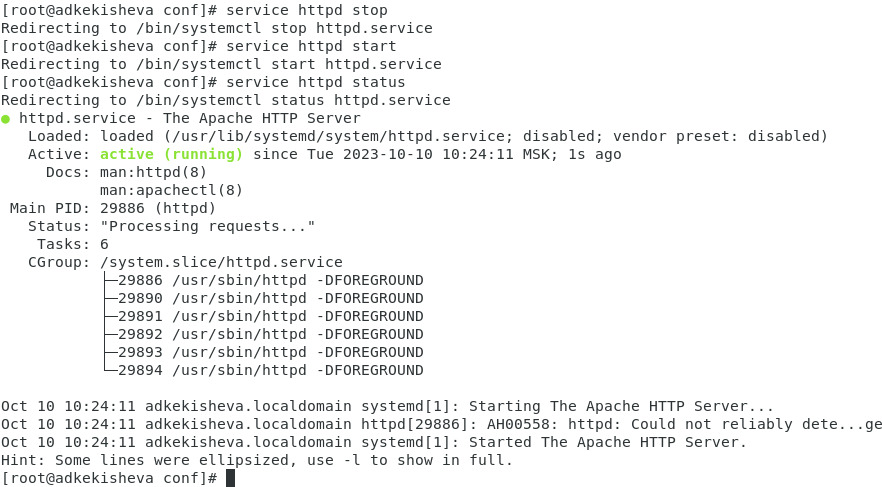 [root@adkekisheva conf]# service httpd stop
Redirecting to /bin/systemctl stop httpd.service
[root@adkekisheva conf]# service httpd start
Redirecting to /bin/systemctl start httpd.service
[root@adkekisheva conf]# service httpd status
Redirecting to /bin/systemctl status httpd.service
● httpd.service - The Apache HTTP Server
   Loaded: loaded (/usr/lib/systemd/system/httpd.service; disabled; vendor preset: disabled)
   Active: active (running) since Tue 2023-10-10 10:24:11 MSK; 1s ago
     Docs: man:httpd(8)
           man:apachectl(8)
 Main PID: 29886 (httpd)
   Status: "Processing requests..."
    Tasks: 6
   CGroup: /system.slice/httpd.service
           ├─29886 /usr/sbin/httpd -DFOREGROUND
           ├─29890 /usr/sbin/httpd -DFOREGROUND
           ├─29891 /usr/sbin/httpd -DFOREGROUND
           ├─29892 /usr/sbin/httpd -DFOREGROUND
           ├─29893 /usr/sbin/httpd -DFOREGROUND
           └─29894 /usr/sbin/httpd -DFOREGROUND

Oct 10 10:24:11 adkekisheva.localdomain systemd[1]: Starting The Apache HTTP Server...
Oct 10 10:24:11 adkekisheva.localdomain httpd[29886]: AH00558: httpd: Could not reliably dete...ge
Oct 10 10:24:11 adkekisheva.localdomain systemd[1]: Started The Apache HTTP Server.
Hint: Some lines were ellipsized, use -l to show in full.
[root@adkekisheva conf]#